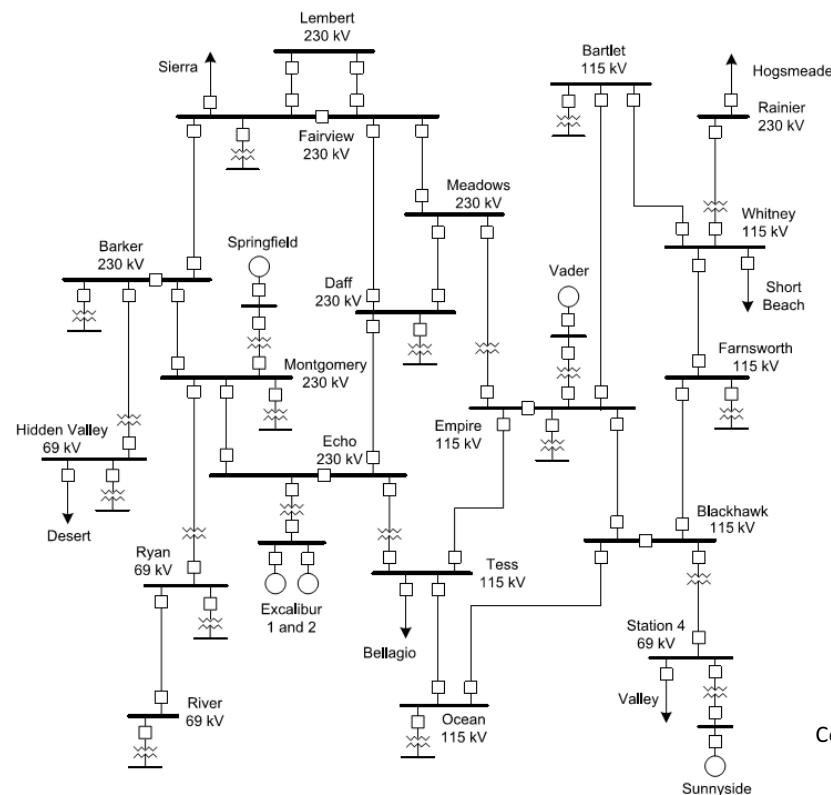 Lembert
230 kV
Sierra
Bartlet
115 kV
Hogsmeade
Rainier
230 kV
Fairview
230 kV
Meadows
230 kV
Whitney
115 kV
Springfield
Barker
230 kV
Vader
Daff
230 kV
Short
Beach
Montgomery
230 kV
Farnsworth
115 kV
Hidden Valley
69 kV
Echo
230 kV
Empire
115 kV
Desert
Blackhawk
115 kV
Ryan
69 kV
Tess
115 kV
Excalibur
1 and 2
Station 4
69 kV
Bellagio
River
69 kV
Ocean
115 kV
Valley
Sunnyside